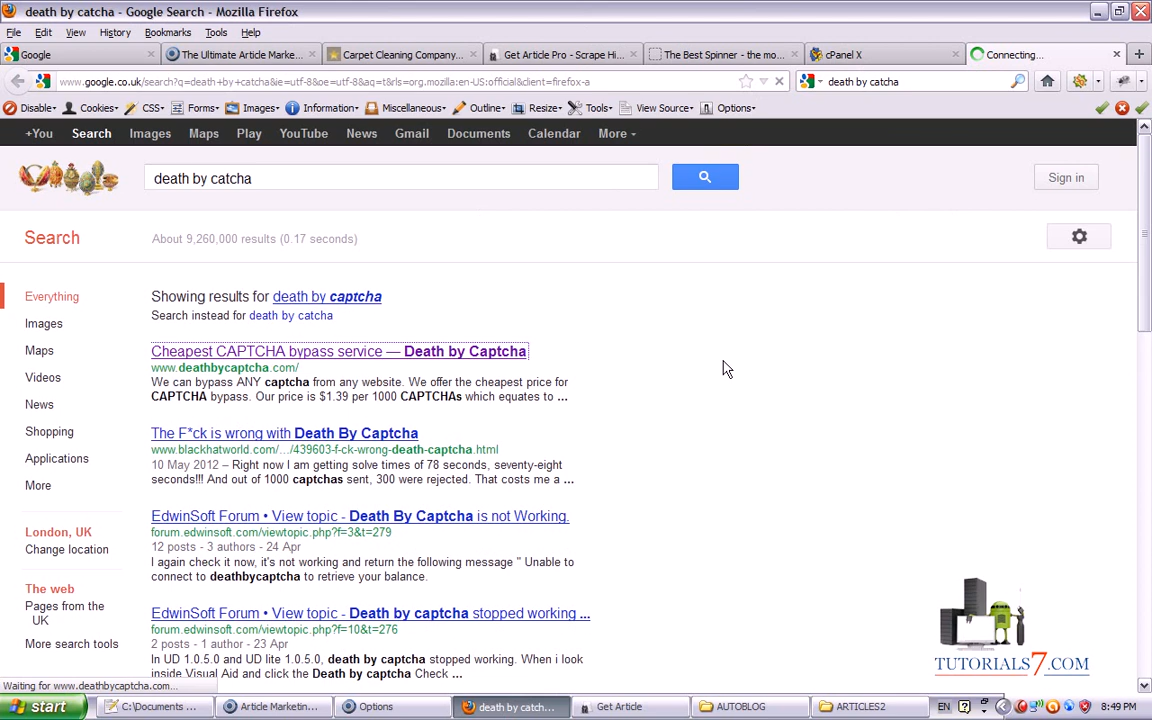 death by catcha - Google Search - Mozilla Firefox
File Edit View History Bookmarks Tools Help
Google The Ultimate Article Marke... Carpet Cleaning Company... Get Article Pro - Scrape Hi... The Best Spinner - the mo... cPanel X Connecting...
www.google.co.uk/search?q=death+by+catcha&ie=utf-8&oe=utf-8&aq=t&rls=org.mozilla:en-US:official&client=firefox-a death by catcha
Disable Cookies CSS Forms Images Information Miscellaneous Outline Resize Tools View Source Options
+You Search Images Maps Play YouTube News Gmail Documents Calendar More
death by catcha
Sign in
Search About 9,260,000 results (0.17 seconds)
Everything
Images
Maps
Videos
News
Shopping
Applications
More
London, UK
Change location
The web
Pages from the
UK
More search tools
Showing results for death by captcha
Search instead for death by catcha
Cheapest CAPTCHA bypass service — Death by Captcha
www.deathbycaptcha.com/
We can bypass ANY captcha from any website. We offer the cheapest price for
CAPTCHA bypass. Our price is $1.39 per 1000 CAPTCHAs which equates to ...
The F*ck is wrong with Death By Captcha
www.blackhatworld.com/.../439603-f-ck-wrong-death-captcha.html
10 May 2012 – Right now I am getting solve times of 78 seconds, seventy-eight
seconds!!! And out of 1000 captchas sent, 300 were rejected. That costs me a ...
EdwinSoft Forum • View topic - Death By Captcha is not Working.
forum.edwinsoft.com/viewtopic.php?f=3&t=279
12 posts - 3 authors - 24 Apr
I again check it now, it's not working and return the following message " Unable to
connect to deathbycaptcha to retrieve your balance.
EdwinSoft Forum • View topic - Death by captcha stopped working ...
forum.edwinsoft.com/viewtopic.php?f=10&t=276
2 posts - 1 author - 23 Apr
In UD 1.0.5.0 and UD lite 1.0.5.0, death by captcha stopped working. When i look
inside Visual Aid and click the Death by captcha Check ...
TUTORIALS7.COM
Waiting for www.deathbycaptcha.com...
start C:\Documents ... Article Marketin... Options death by catch... Get Article AUTOBLOG ARTICLES2 EN 8:49 PM